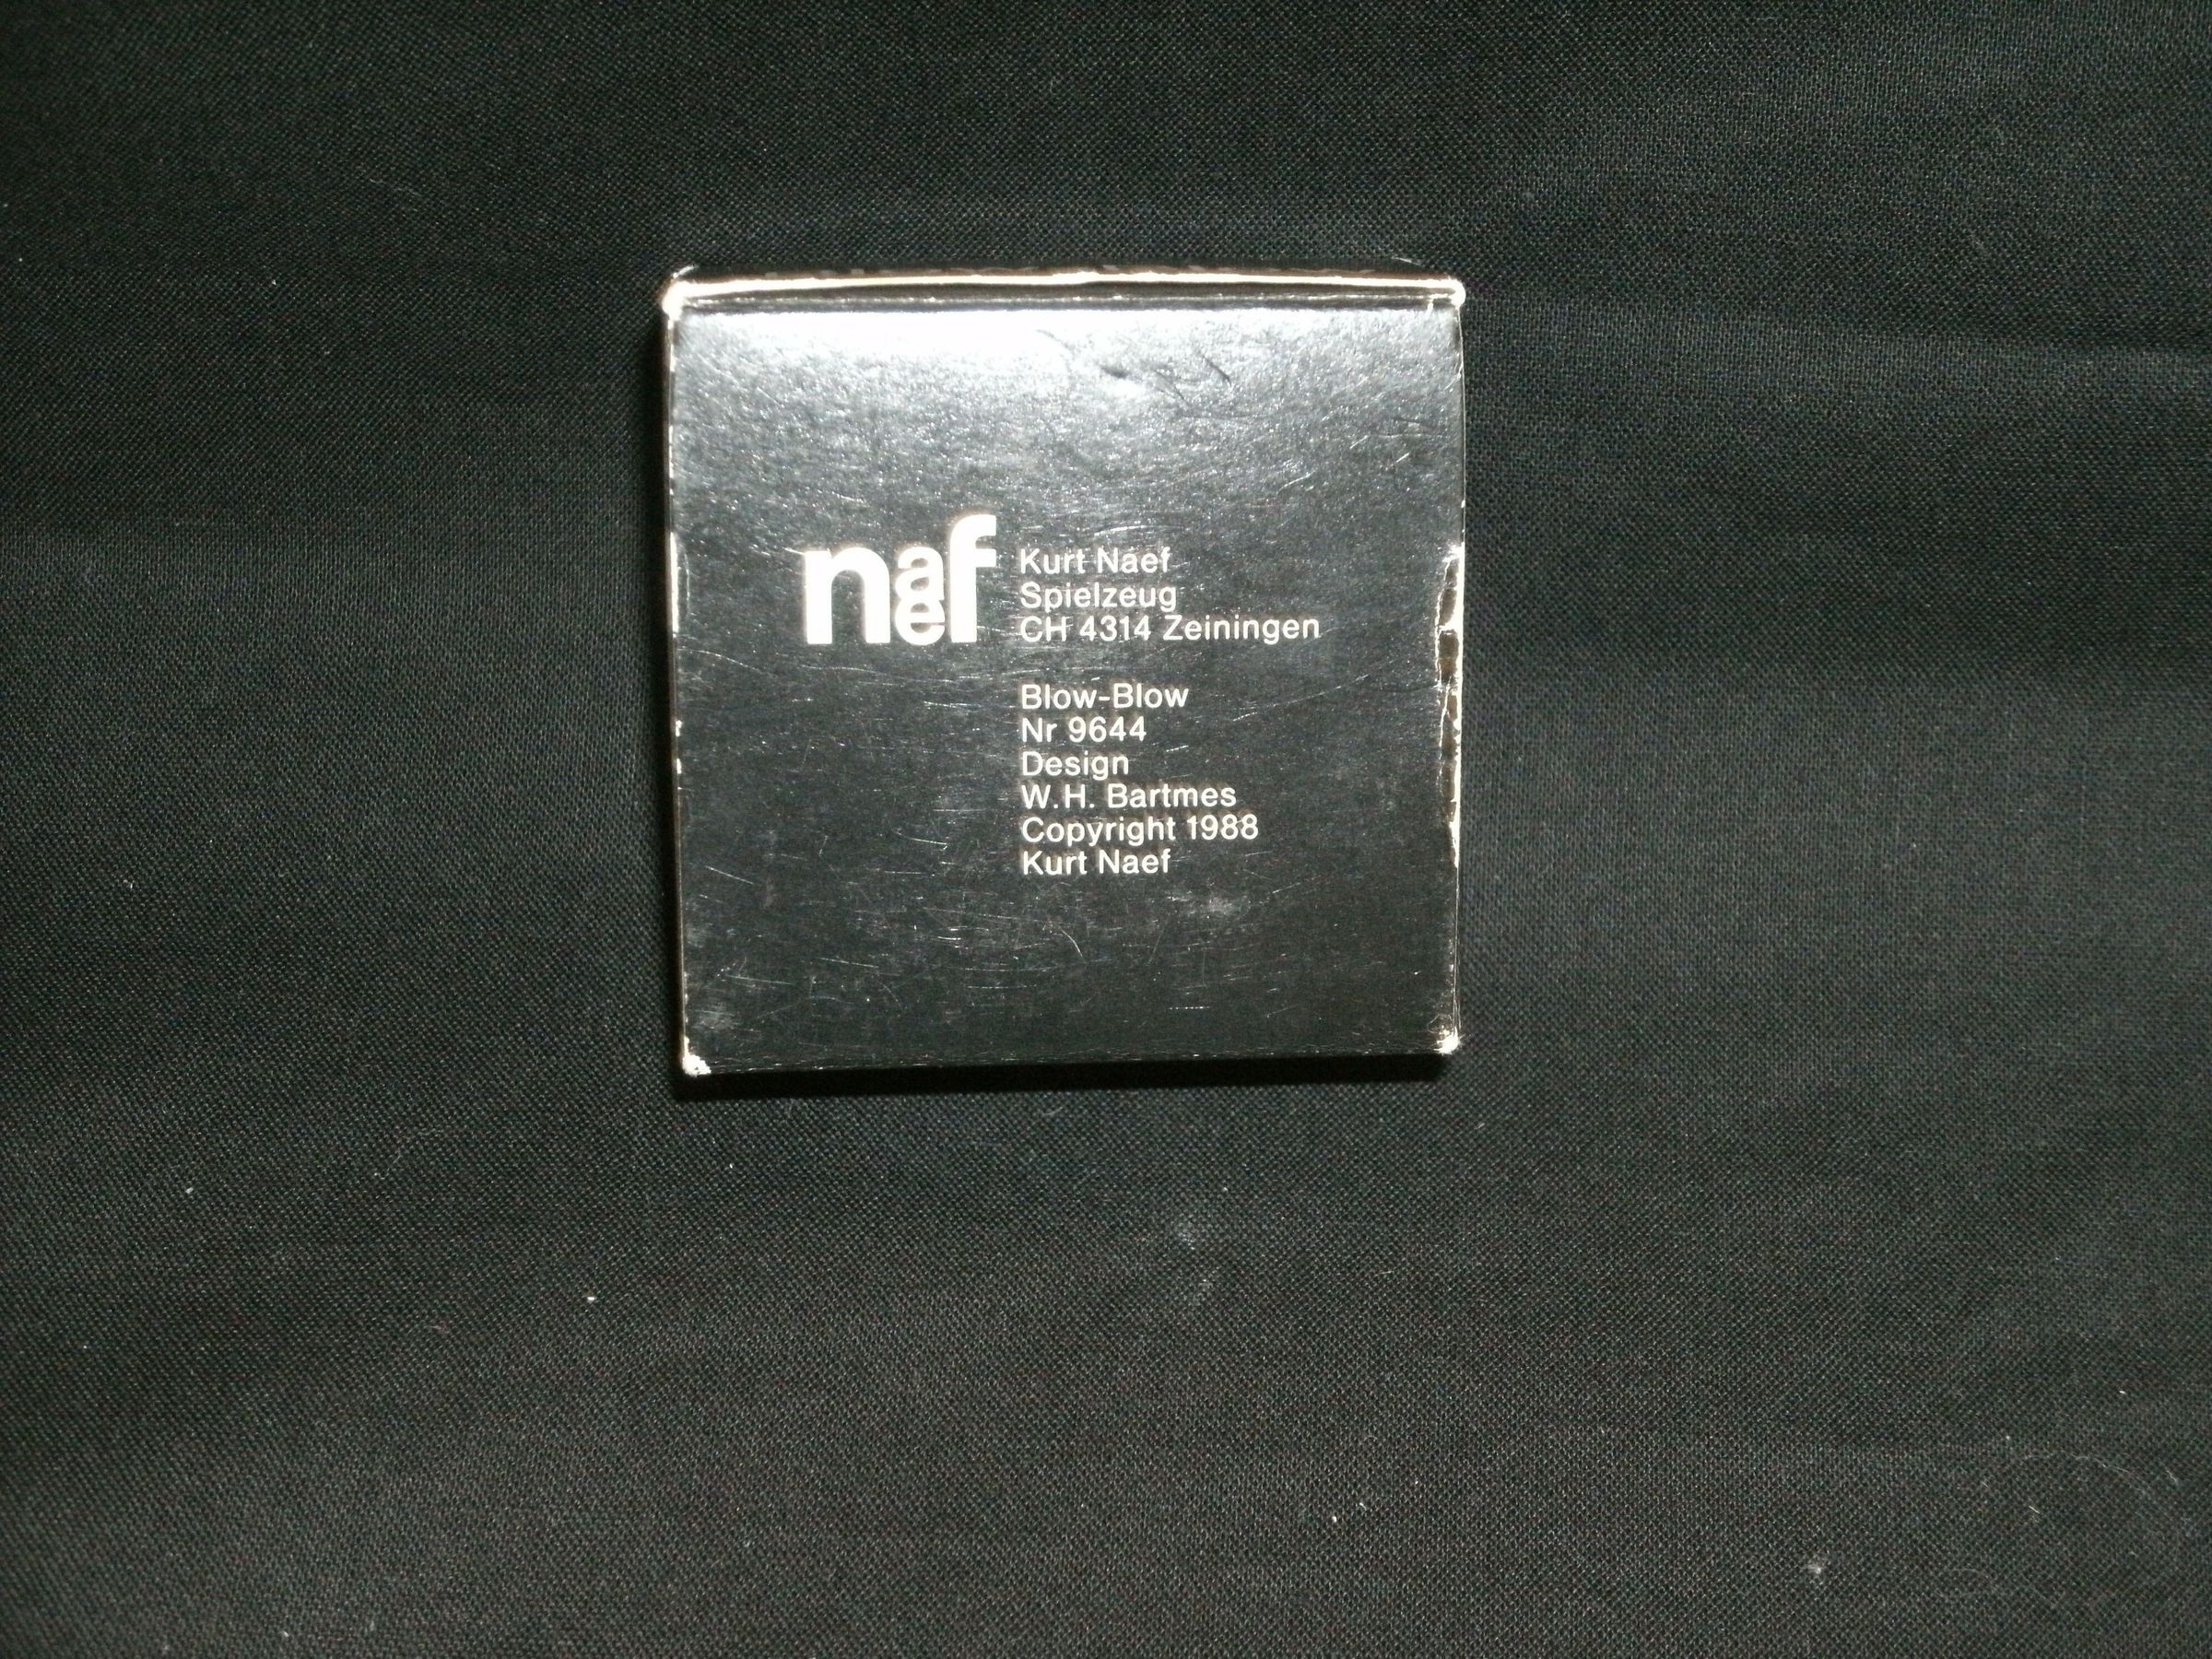 naef
Kurt Naef
Spielzeug
CH 4314 Zeiningen
Blow-Blow
Nr 9644
Design
W.H. Bartmes
Copyright 1988
Kurt Naef